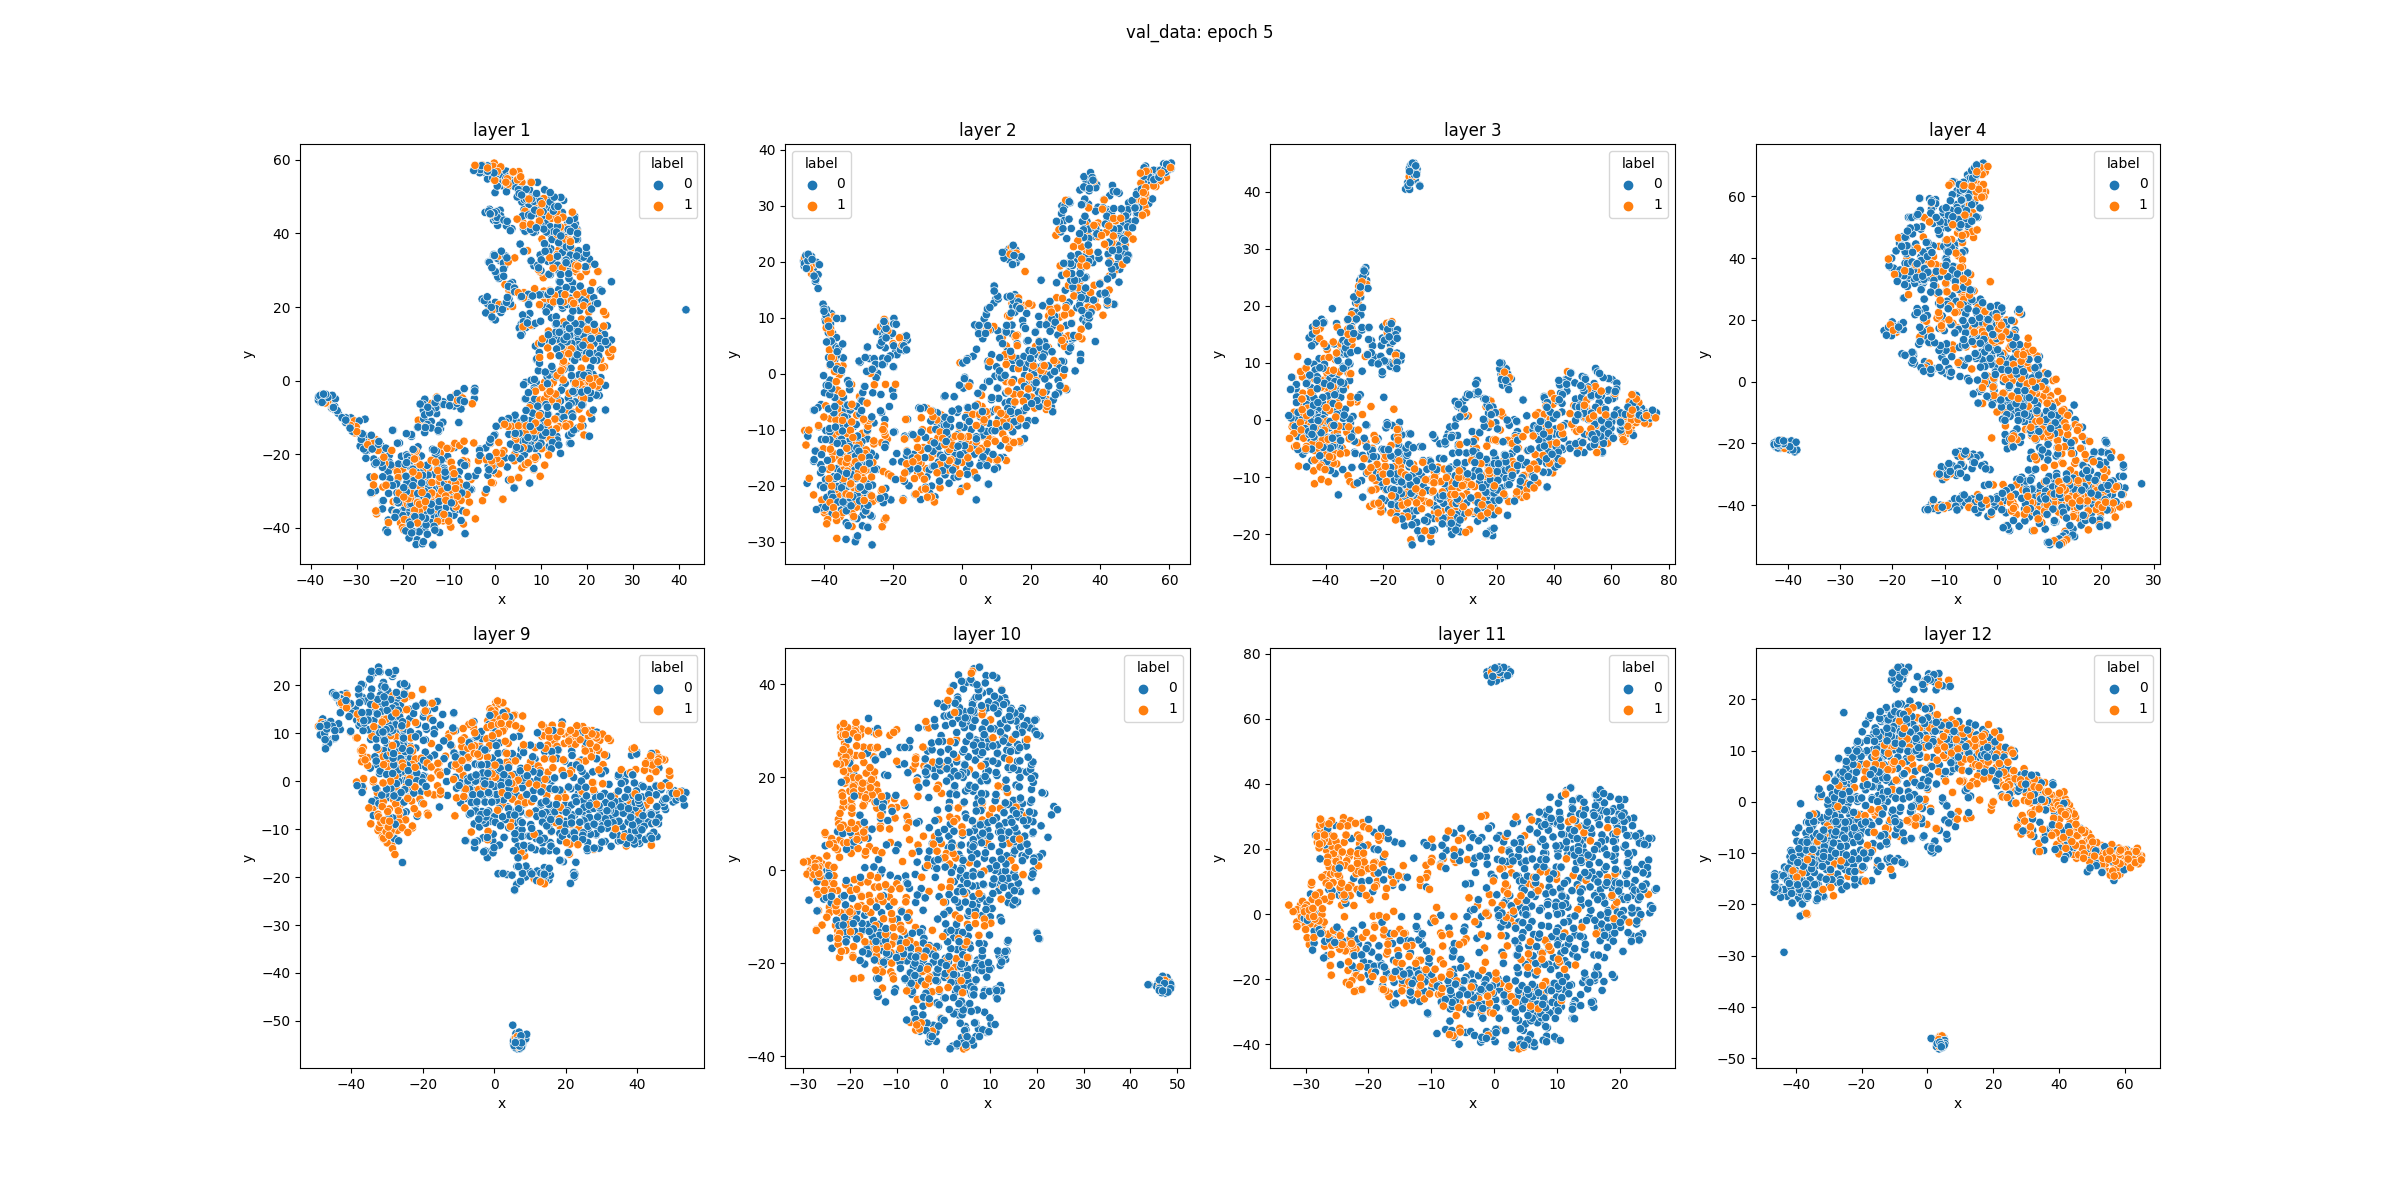 val_data: epoch 5
layer 1
layer 2
layer 3
layer 4
60
40
20
0
−20
−40
y
−40 −30 −20 −10 0 10 20 30 40
x
label
0
1
40
30
20
10
0
−10
−20
−30
y
−40 −20 0 20 40 60
x
label
0
1
40
30
20
10
0
−10
−20
y
−40 −20 0 20 40 60 80
x
label
0
1
60
40
20
0
−20
−40
y
−40 −30 −20 −10 0 10 20 30
x
label
0
1
layer 9
layer 10
layer 11
layer 12
20
10
0
−10
−20
−30
−40
−50
y
−40 −20 0 20 40
x
label
0
1
40
20
0
−20
−40
y
−30 −20 −10 0 10 20 30 40 50
x
label
0
1
80
60
40
20
0
−20
−40
y
−30 −20 −10 0 10 20
x
label
0
1
20
10
0
−10
−20
−30
−40
−50
y
−40 −20 0 20 40 60
x
label
0
1